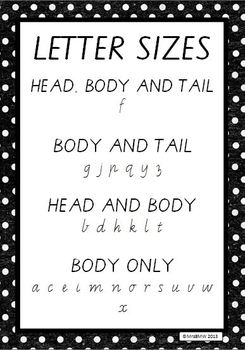 LETTER SIZES
HEAD, BODY AND TAIL
f
BODY AND TAIL
g j p q y z
HEAD AND BODY
b d h k l t
BODY ONLY
a c e i m n o r s u v w
x
©MrsBMW 2013